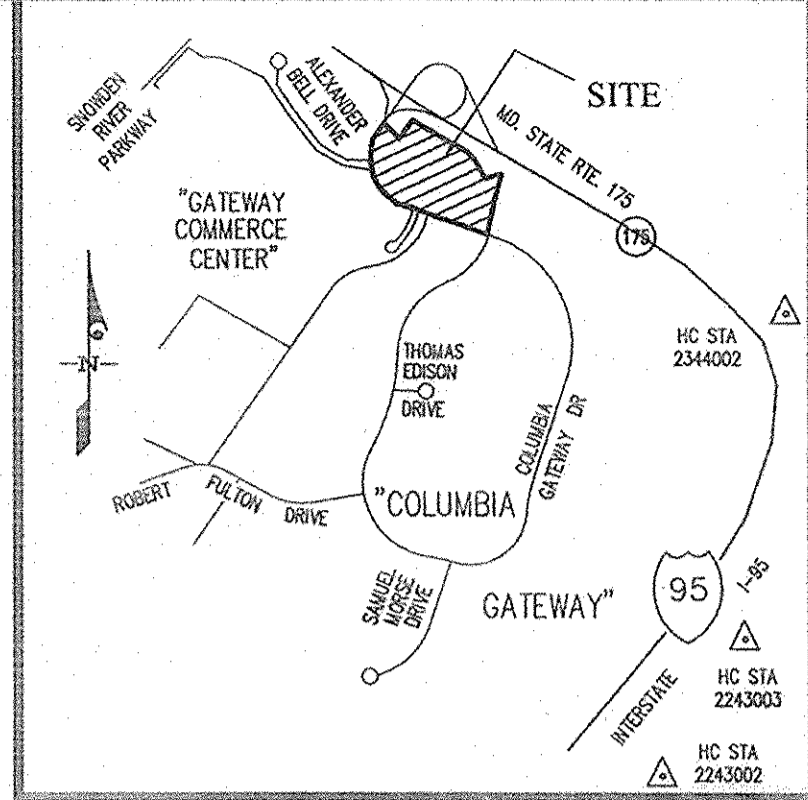 SNOWDEN
RIVER
PARKWAY
ALEXANDER
BELL DRIVE
SITE
MD. STATE RTE. 175
175
"GATEWAY
COMMERCE
CENTER"
N
HC STA
2344002
THOMAS
EDISON
DRIVE
COLUMBIA
GATEWAY DR
ROBERT FULTON DRIVE
"COLUMBIA
GATEWAY"
SAMUEL
MORSE
DRIVE
95
I-95
INTERSTATE
HC STA
2243003
HC STA
2243002